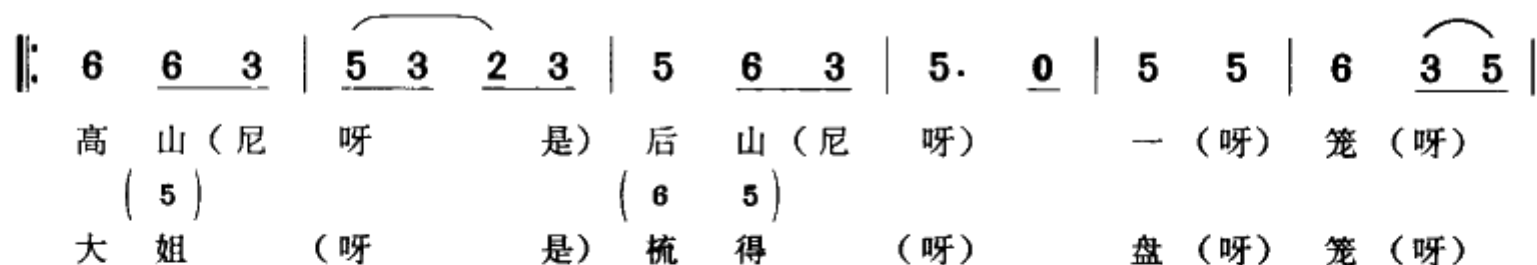 ‖: 6 6 3 | 5 3 2 3 | 5 6 3 | 5. 0 | 5 5 | 6 3 5 |
高 山（尼 呀 是）后 山（尼 呀） 一（呀）笼（呀）
（5） （6 5）
大 姐 （呀 是）梳 得 （呀） 盘（呀）笼（呀）